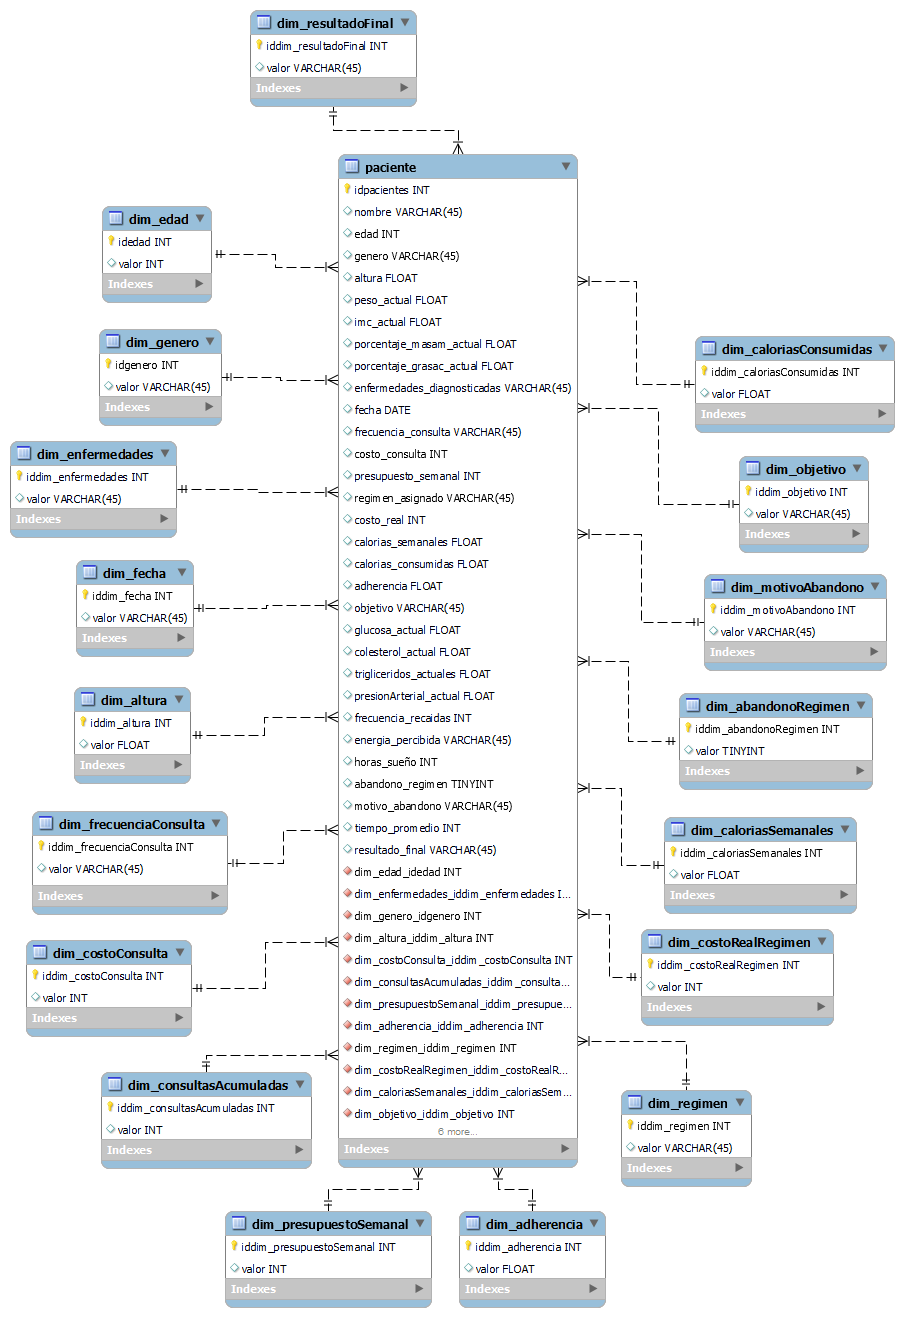 dim_resultadoFinal
iddim_resultadoFinal INT
valor VARCHAR(45)
Indexes
paciente
idpacientes INT
nombre VARCHAR(45)
edad INT
genero VARCHAR(45)
altura FLOAT
peso_actual FLOAT
imc_actual FLOAT
porcentaje_masam_actual FLOAT
porcentaje_grasac_actual FLOAT
enfermedades_diagnosticadas VARCHAR(45)
fecha DATE
frecuencia_consulta VARCHAR(45)
costo_consulta INT
presupuesto_semanal INT
regimen_asignado VARCHAR(45)
costo_real INT
calorias_semanales FLOAT
calorias_consumidas FLOAT
adherencia FLOAT
objetivo VARCHAR(45)
glucosa_actual FLOAT
colesterol_actual FLOAT
trigliceridos_actuales FLOAT
presionArterial_actual FLOAT
frecuencia_recaidas INT
energia_percibida VARCHAR(45)
horas_sueño INT
abandono_regimen TINYINT
motivo_abandono VARCHAR(45)
tiempo_promedio INT
resultado_final VARCHAR(45)
dim_edad_idedad INT
dim_enfermedades_iddim_enfermedades I...
dim_genero_idgenero INT
dim_altura_iddim_altura INT
dim_costoConsulta_iddim_costoConsulta INT
dim_consultasAcumuladas_iddim_consulta...
dim_presupuestoSemanal_iddim_presupue...
dim_adherencia_iddim_adherencia INT
dim_regimen_iddim_regimen INT
dim_costoRealRegimen_iddim_costoRealR...
dim_caloriasSemanales_iddim_caloriasSem...
dim_objetivo_iddim_objetivo INT
6 more...
Indexes
dim_edad
idedad INT
valor INT
Indexes
dim_genero
idgenero INT
valor VARCHAR(45)
Indexes
dim_enfermedades
iddim_enfermedades INT
valor VARCHAR(45)
Indexes
dim_fecha
iddim_fecha INT
valor VARCHAR(45)
Indexes
dim_altura
iddim_altura INT
valor FLOAT
Indexes
dim_frecuenciaConsulta
iddim_frecuenciaConsulta INT
valor VARCHAR(45)
Indexes
dim_costoConsulta
iddim_costoConsulta INT
valor INT
Indexes
dim_consultasAcumuladas
iddim_consultasAcumuladas INT
valor INT
Indexes
dim_presupuestoSemanal
iddim_presupuestoSemanal INT
valor INT
Indexes
dim_adherencia
iddim_adherencia INT
valor FLOAT
Indexes
dim_caloriasConsumidas
iddim_caloriasConsumidas INT
valor FLOAT
Indexes
dim_objetivo
iddim_objetivo INT
valor VARCHAR(45)
Indexes
dim_motivoAbandono
iddim_motivoAbandono INT
valor VARCHAR(45)
Indexes
dim_abandonoRegimen
iddim_abandonoRegimen INT
valor TINYINT
Indexes
dim_caloriasSemanales
iddim_caloriasSemanales INT
valor FLOAT
Indexes
dim_costoRealRegimen
iddim_costoRealRegimen INT
valor INT
Indexes
dim_regimen
iddim_regimen INT
valor VARCHAR(45)
Indexes